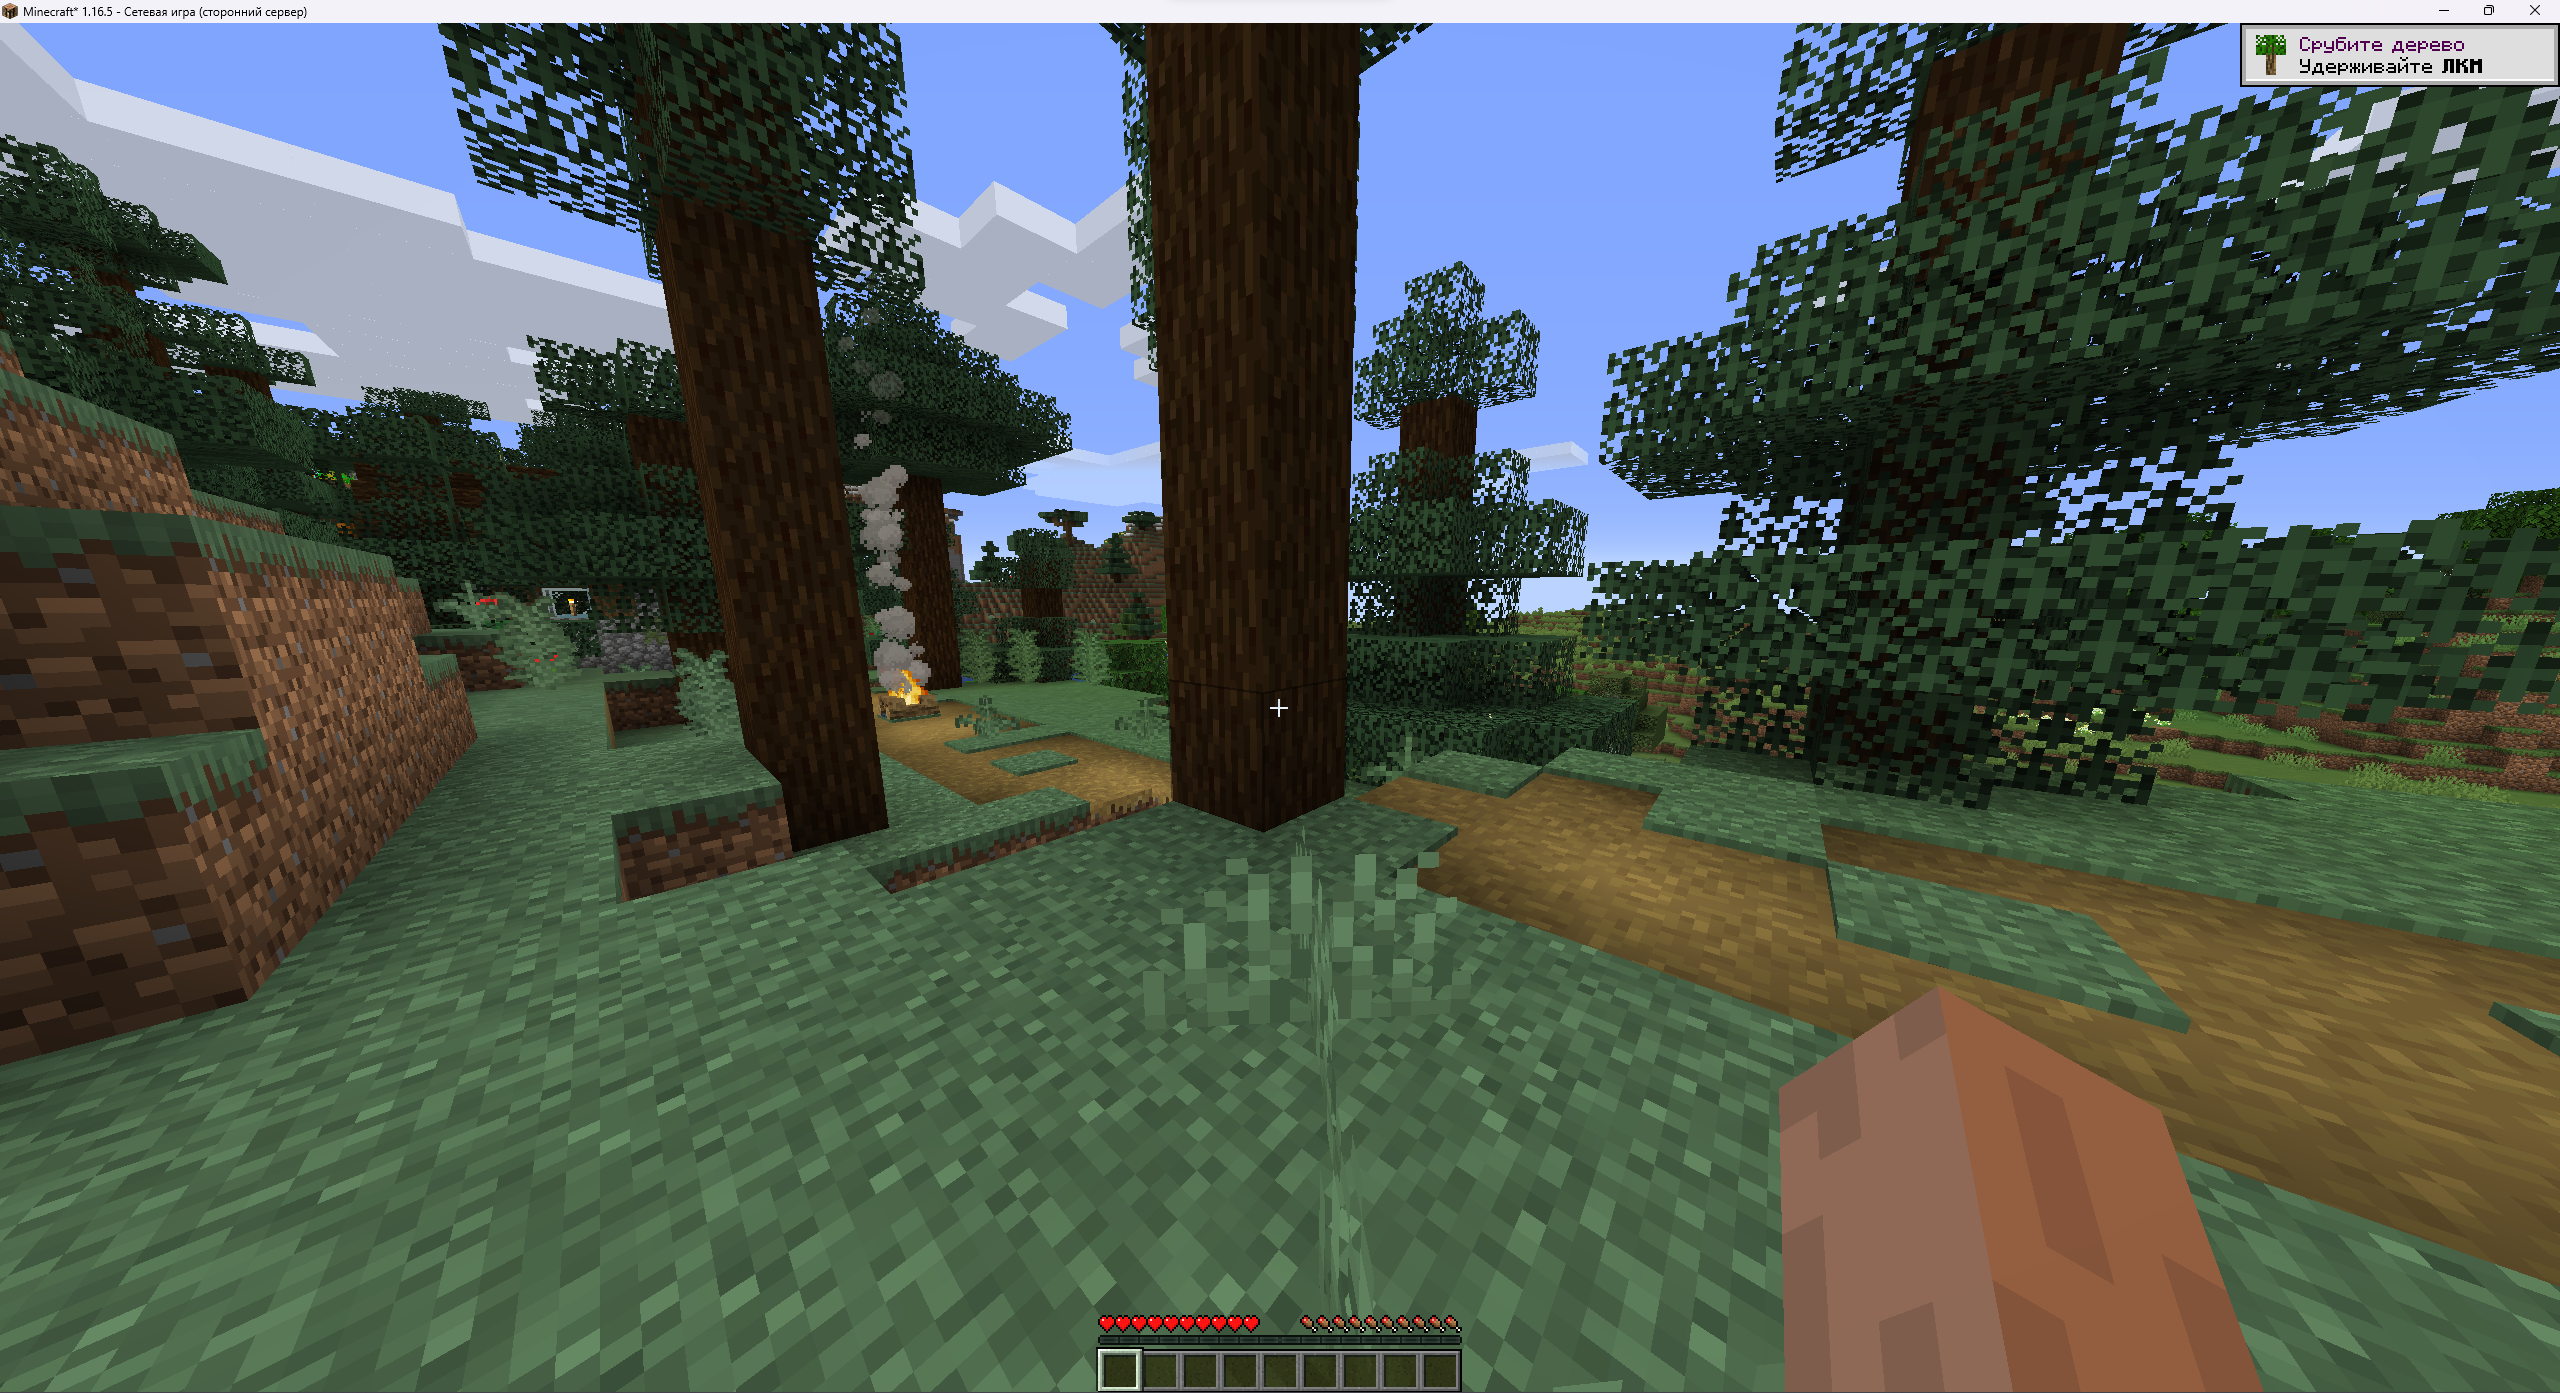 Minecraft* 1.16.5 - Сетевая игра (сторонний сервер)
Срубите дерево
Удерживайте ЛКМ